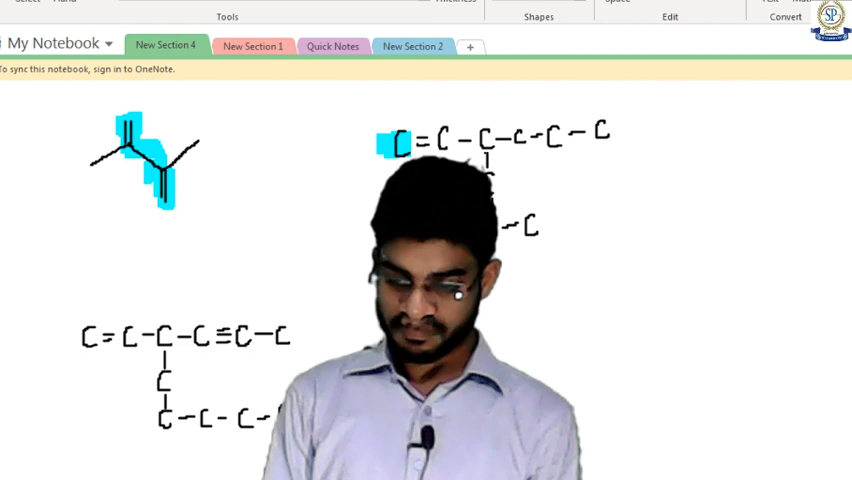 Tools
Shapes
Edit
Convert
My Notebook
New Section 4
New Section 1
Quick Notes
New Section 2
To sync this notebook, sign in to OneNote.
SP
C=C-C-C-C-C
-C
C=C-C-C≡C-C
C
C-C-C-